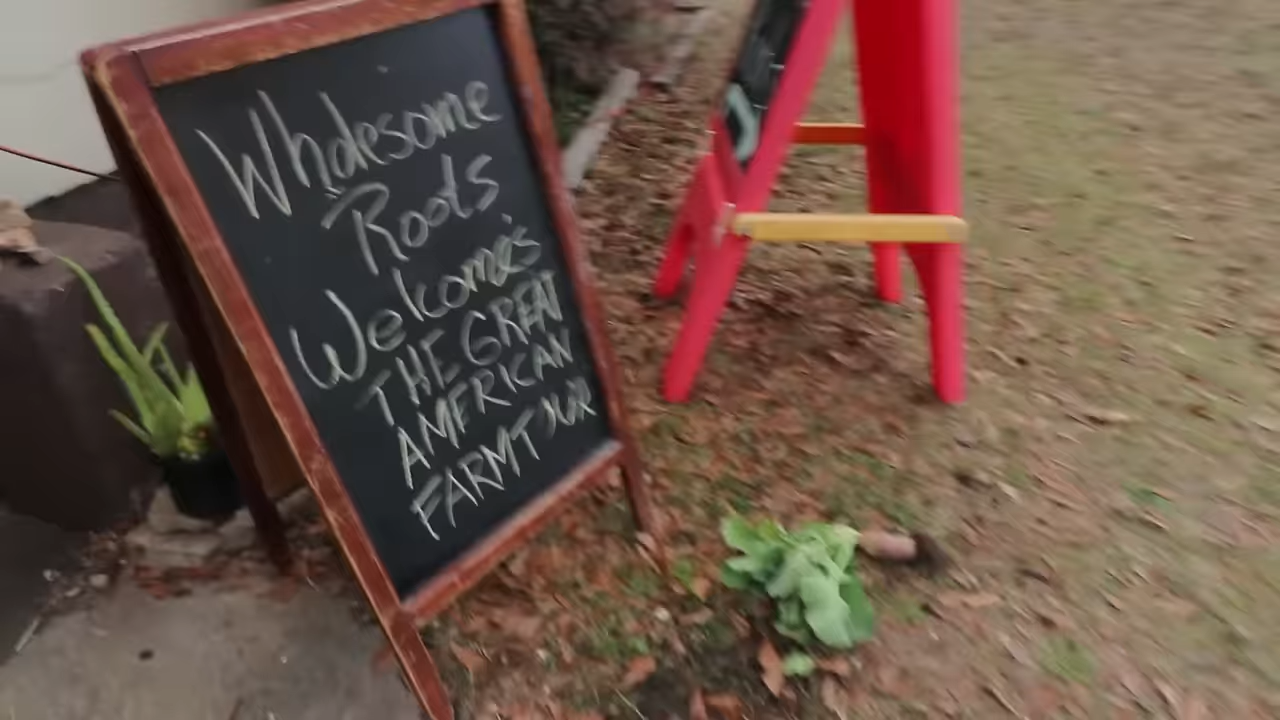 Wholesome
Roots
Welcomes
THE GREAT
AMERICAN
FARM TOUR